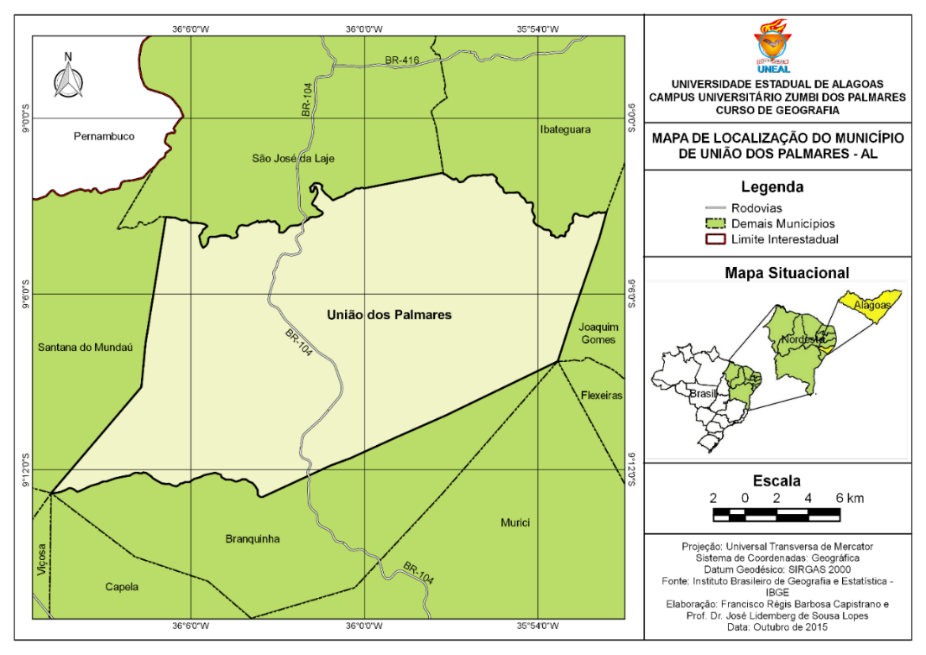 36°6'0"W 36°0'0"W 35°54'0"W
N
BR-416
BR-104
9°0'0"S 9°0'0"S
Pernambuco
Ibateguara
São José da Laje
9°6'0"S 9°6'0"S
União dos Palmares
Santana do Mundaú
BR-104
Joaquim
Gomes
Flexeiras
9°12'0"S 9°12'0"S
Murici
Branquinha
Viçosa
Capela
BR-104
36°6'0"W 36°0'0"W 35°54'0"W
UNEAL
UNIVERSIDADE ESTADUAL DE ALAGOAS
CAMPUS UNIVERSITÁRIO ZUMBI DOS PALMARES
CURSO DE GEOGRAFIA
MAPA DE LOCALIZAÇÃO DO MUNICÍPIO
DE UNIÃO DOS PALMARES - AL
Legenda
Rodovias
Demais Municípios
Limite Interestadual
Mapa Situacional
Alagoas
Nordeste
Brasil
Escala
2 0 2 4 6 km
Projeção: Universal Transversa de Mercator
Sistema de Coordenadas: Geográfica
Datum Geodésico: SIRGAS 2000
Fonte: Instituto Brasileiro de Geografia e Estatística -
IBGE
Elaboração: Francisco Régis Barbosa Capistrano e
Prof. Dr. José Lidemberg de Sousa Lopes
Data: Outubro de 2015